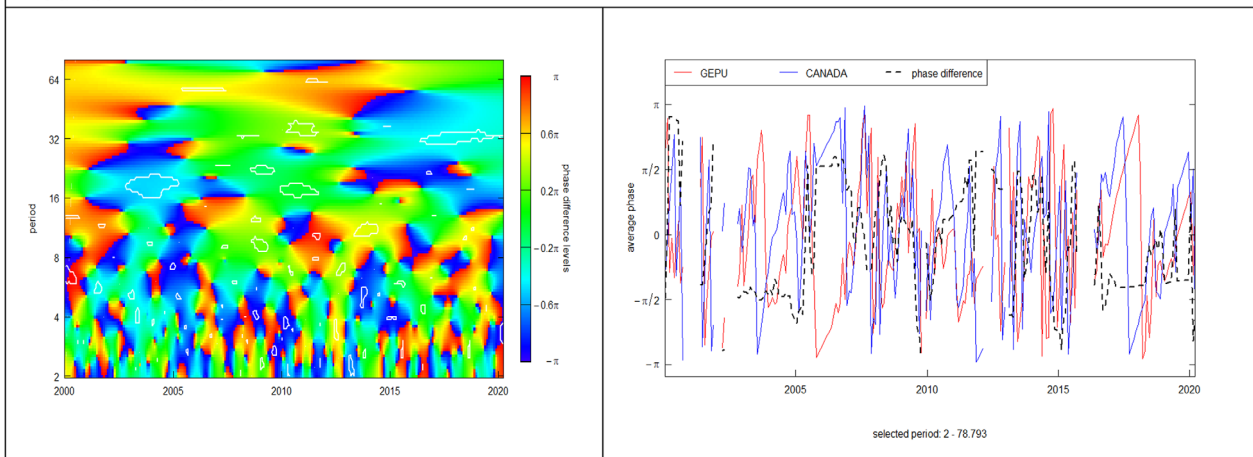 64
32
16
8
4
2
period
2000
2005
2010
2015
2020
π
0.6π
0.2π
-0.2π
-0.6π
-π
phase difference levels
GEPU CANADA phase difference
π
π/2
0
-π/2
-π
average phase
2005
2010
2015
2020
selected period: 2 - 78.793